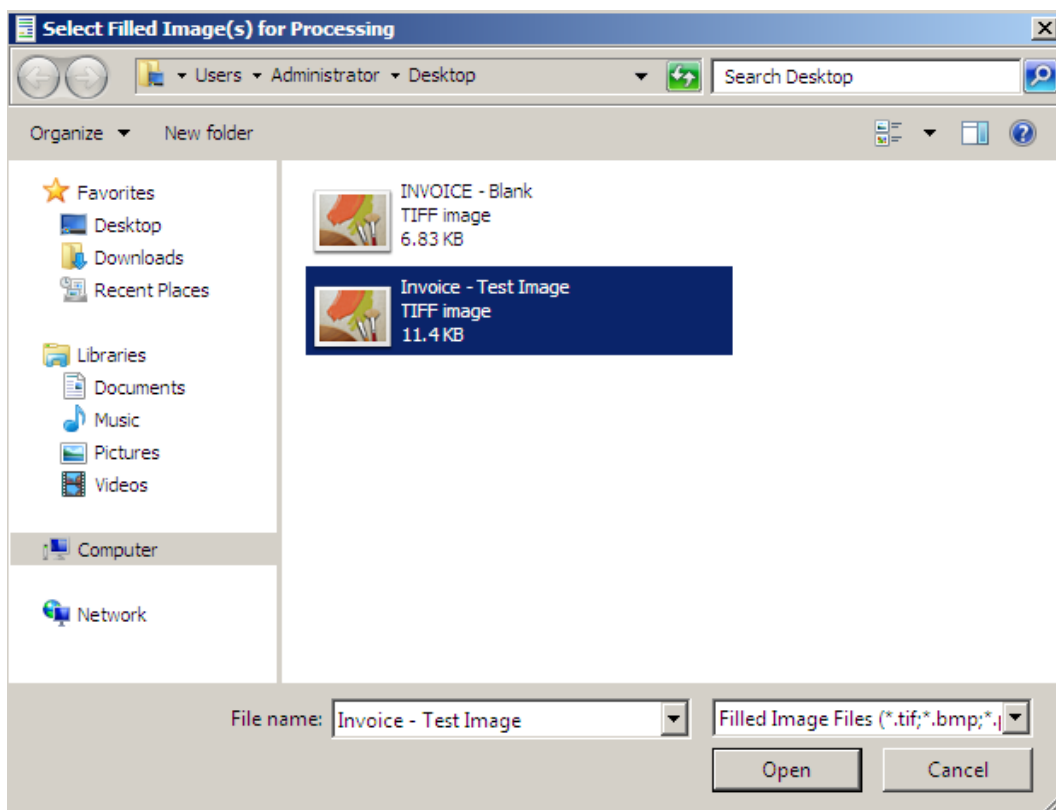 Select Filled Image(s) for Processing
Users Administrator Desktop
Search Desktop
Organize New folder
Favorites
Desktop
Downloads
Recent Places
Libraries
Documents
Music
Pictures
Videos
Computer
Network
INVOICE - Blank
TIFF image
6.83 KB
Invoice - Test Image
TIFF image
11.4 KB
File name: Invoice - Test Image
Filled Image Files (*.tif;*.bmp;*.
Open Cancel